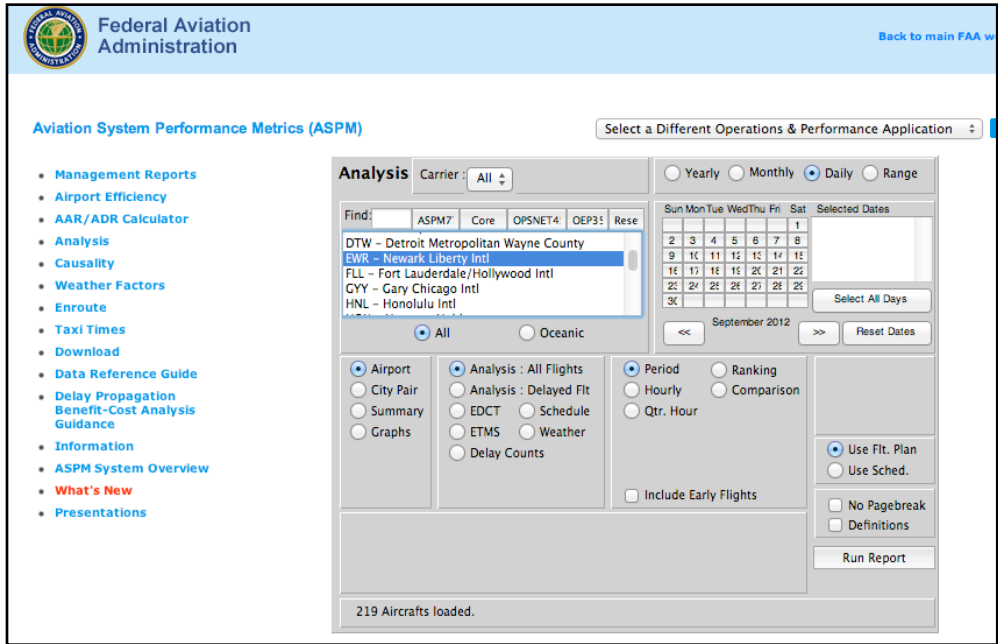 Federal Aviation
Administration
Back to main FAA
Aviation System Performance Metrics (ASPM)
Select a Different Operations & Performance Application
Management Reports
Airport Efficiency
AAR/ADR Calculator
Analysis
Causality
Weather Factors
Enroute
Taxi Times
Download
Data Reference Guide
Delay Propagation
Benefit-Cost Analysis
Guidance
Information
ASPM System Overview
What's New
Presentations
Analysis Carrier : All
Yearly Monthly Daily Range
Find: ASPM7 Core OPSNET4 OEP3 Rese
DTW – Detroit Metropolitan Wayne County
EWR – Newark Liberty Intl
FLL – Fort Lauderdale/Hollywood Intl
GYY – Gary Chicago Intl
HNL – Honolulu Intl
All Oceanic
Sun Mon Tue Wed Thu Fri Sat
1
2 3 4 5 6 7 8
9 11
September 2012
<< >>
Selected Dates
Select All Days
Reset Dates
Airport
City Pair
Summary
Graphs
Analysis : All Flights
Analysis : Delayed Flt
EDCT Schedule
ETMS Weather
Delay Counts
Period Ranking
Hourly Comparison
Qtr. Hour
Include Early Flights
Use Flt. Plan
Use Sched.
No Pagebreak
Definitions
Run Report
219 Aircrafts loaded.